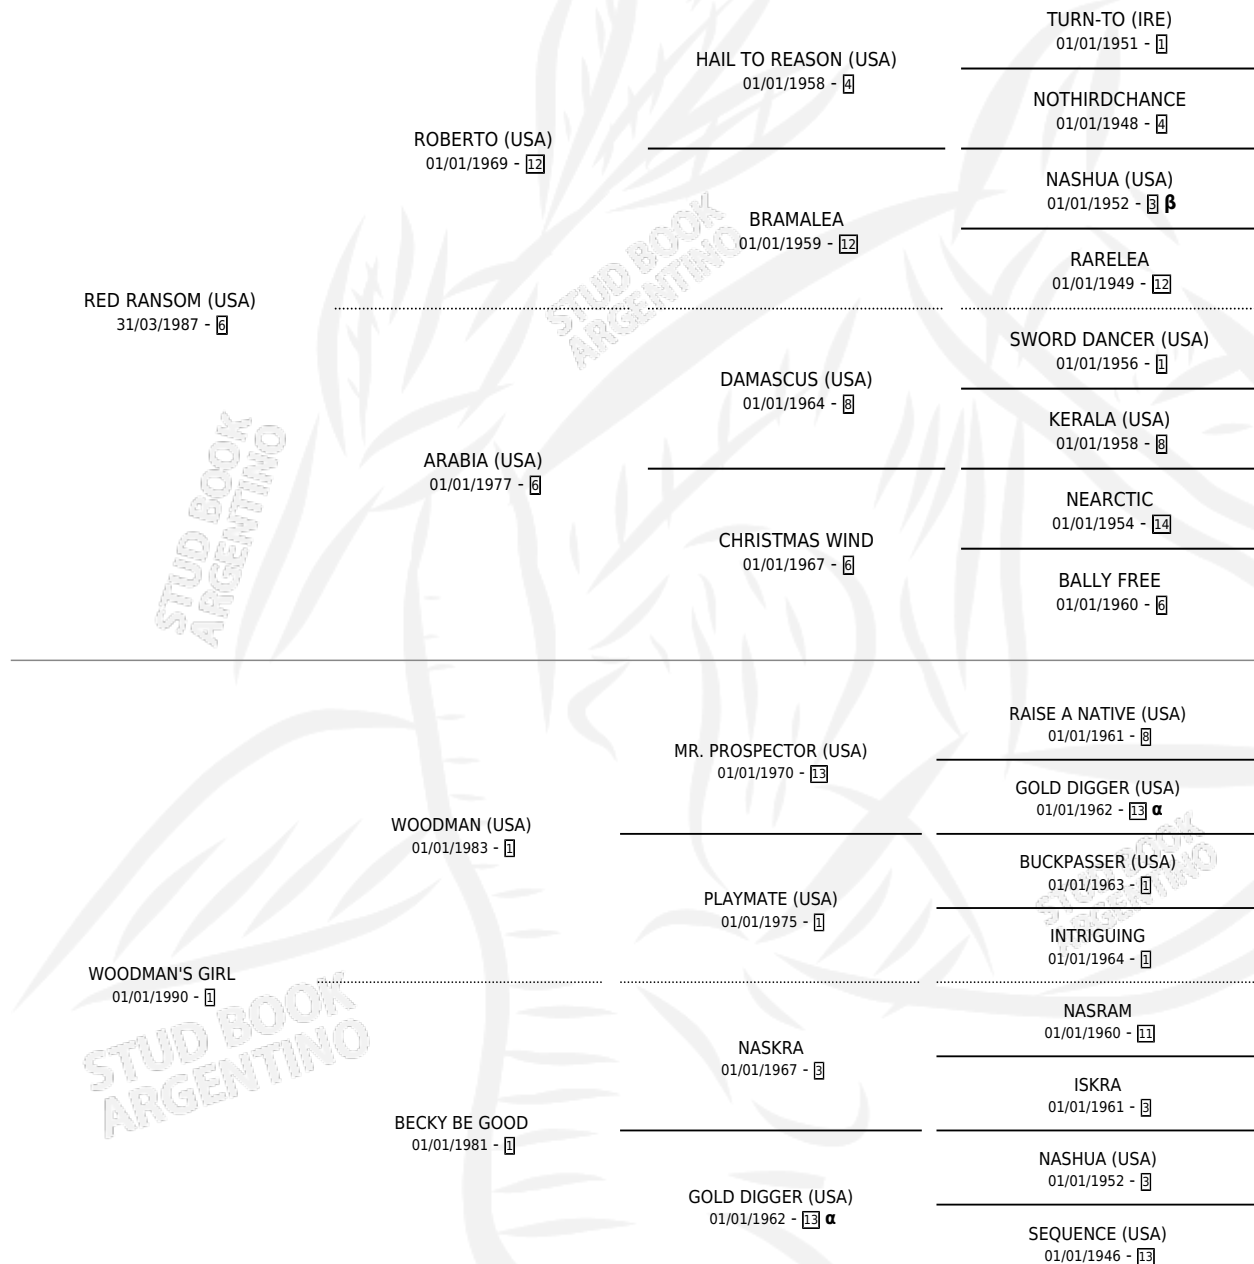 TURN-TO (IRE)
01/01/1951 - 1
HAIL TO REASON (USA)
01/01/1958 - 4
NOTHIRDCHANCE
01/01/1948 - 4
ROBERTO (USA)
01/01/1969 - 12
NASHUA (USA)
01/01/1952 - 3 β
BRAMALEA
01/01/1959 - 12
RARELEA
01/01/1949 - 12
RED RANSOM (USA)
31/03/1987 - 6
SWORD DANCER (USA)
01/01/1956 - 1
DAMASCUS (USA)
01/01/1964 - 8
KERALA (USA)
01/01/1958 - 8
ARABIA (USA)
01/01/1977 - 6
NEARCTIC
01/01/1954 - 14
CHRISTMAS WIND
01/01/1967 - 6
BALLY FREE
01/01/1960 - 6
RAISE A NATIVE (USA)
01/01/1961 - 8
MR. PROSPECTOR (USA)
01/01/1970 - 13
GOLD DIGGER (USA)
01/01/1962 - 13 α
WOODMAN (USA)
01/01/1983 - 1
BUCKPASSER (USA)
01/01/1963 - 1
PLAYMATE (USA)
01/01/1975 - 1
INTRIGUING
01/01/1964 - 1
WOODMAN'S GIRL
01/01/1990 - 1
NASRAM
01/01/1960 - 11
NASKRA
01/01/1967 - 3
ISKRA
01/01/1961 - 3
BECKY BE GOOD
01/01/1981 - 1
NASHUA (USA)
01/01/1952 - 3
GOLD DIGGER (USA)
01/01/1962 - 13 α
SEQUENCE (USA)
01/01/1946 - 13
STUD BOOK
ARGENTINO
STUD BOOK
ARGENTINO
STUD BOOK
ARGENTINO
STUD BOOK
ARGENTINO